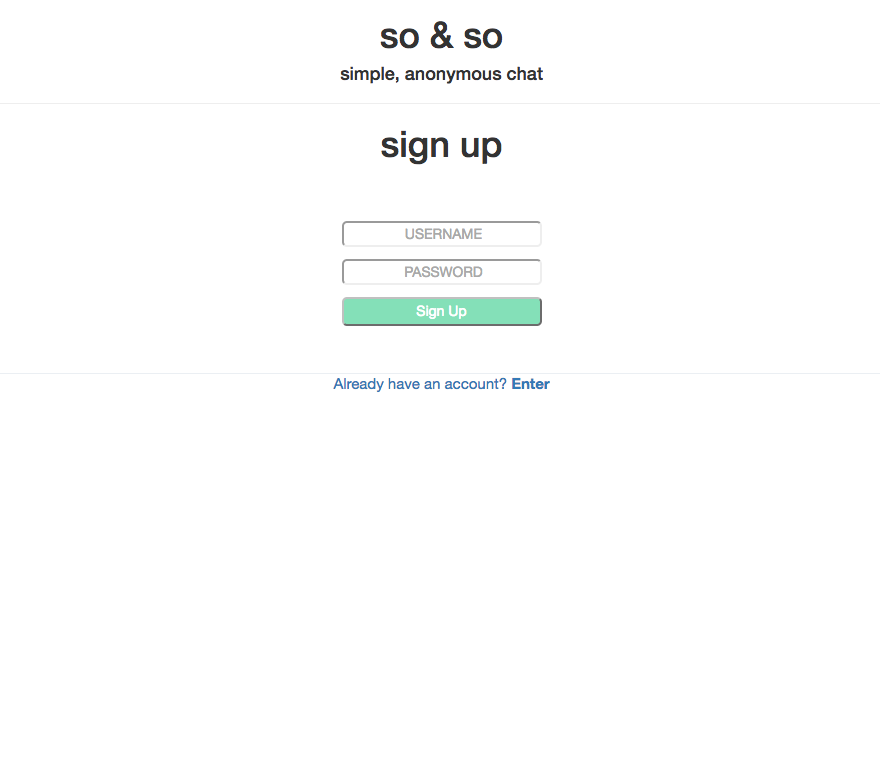 so & so
simple, anonymous chat
sign up
USERNAME
PASSWORD
Sign Up
Already have an account? Enter